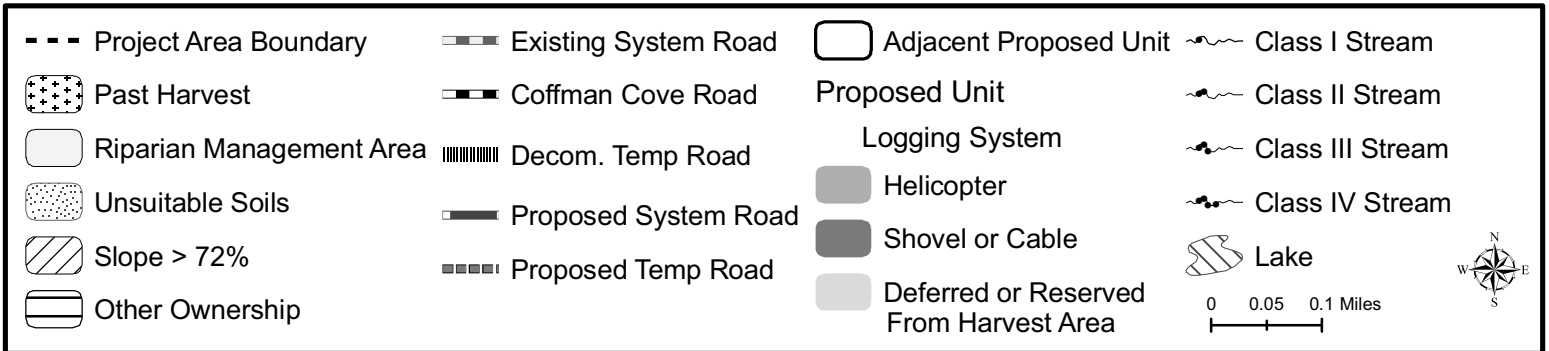 Project Area Boundary
Past Harvest
Riparian Management Area
Unsuitable Soils
Slope > 72%
Other Ownership
Existing System Road
Coffman Cove Road
Decom. Temp Road
Proposed System Road
Proposed Temp Road
Adjacent Proposed Unit
Proposed Unit
Logging System
Helicopter
Shovel or Cable
Deferred or Reserved
From Harvest Area
Class I Stream
Class II Stream
Class III Stream
Class IV Stream
Lake
0 0.05 0.1 Miles
N
W E
S